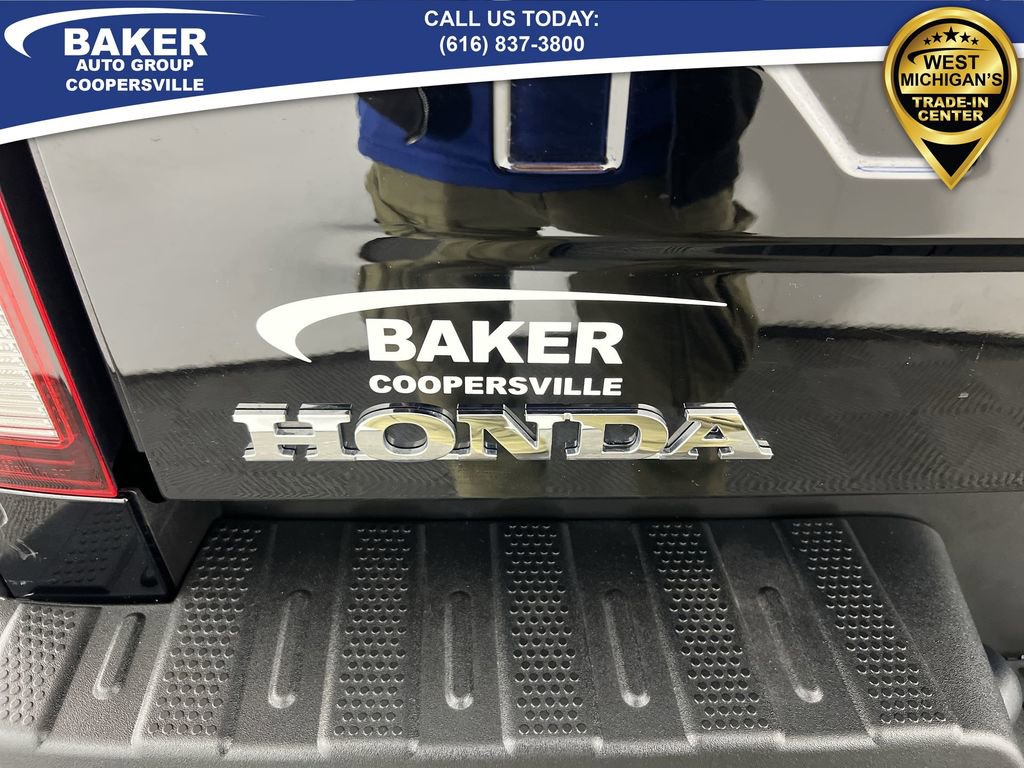 BAKER
AUTO GROUP
COOPERSVILLE
CALL US TODAY:
(616) 837-3800
WEST
MICHIGAN'S
TRADE-IN
CENTER
BAKER
COOPERSVILLE
HONDA